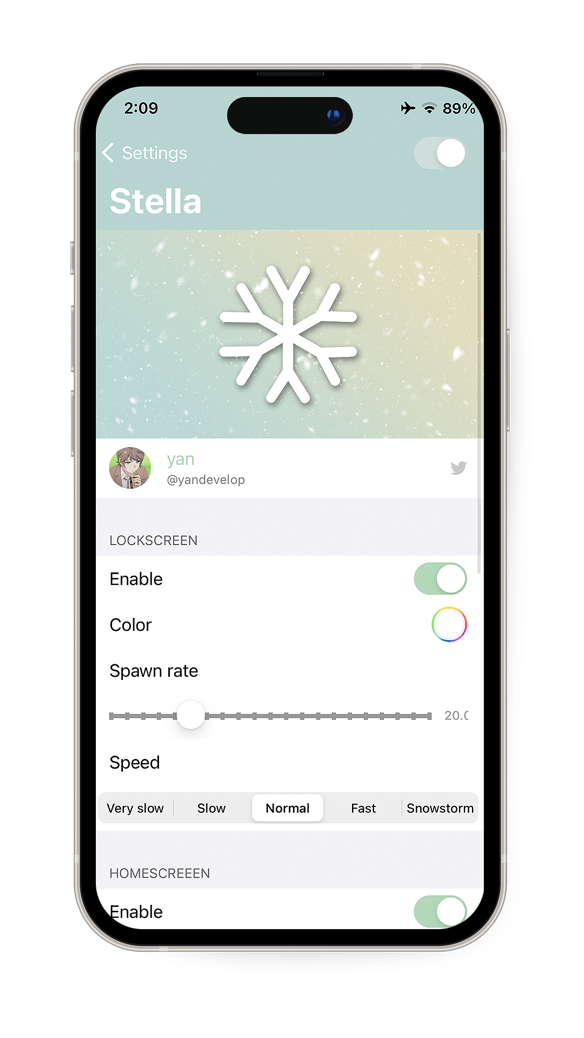 2:09 89%
Settings
Stella
yan
@yandevelop
LOCKSCREEN
Enable
Color
Spawn rate
20.0
Speed
Very slow Slow Normal Fast Snowstorm
HOMESCREEEN
Enable